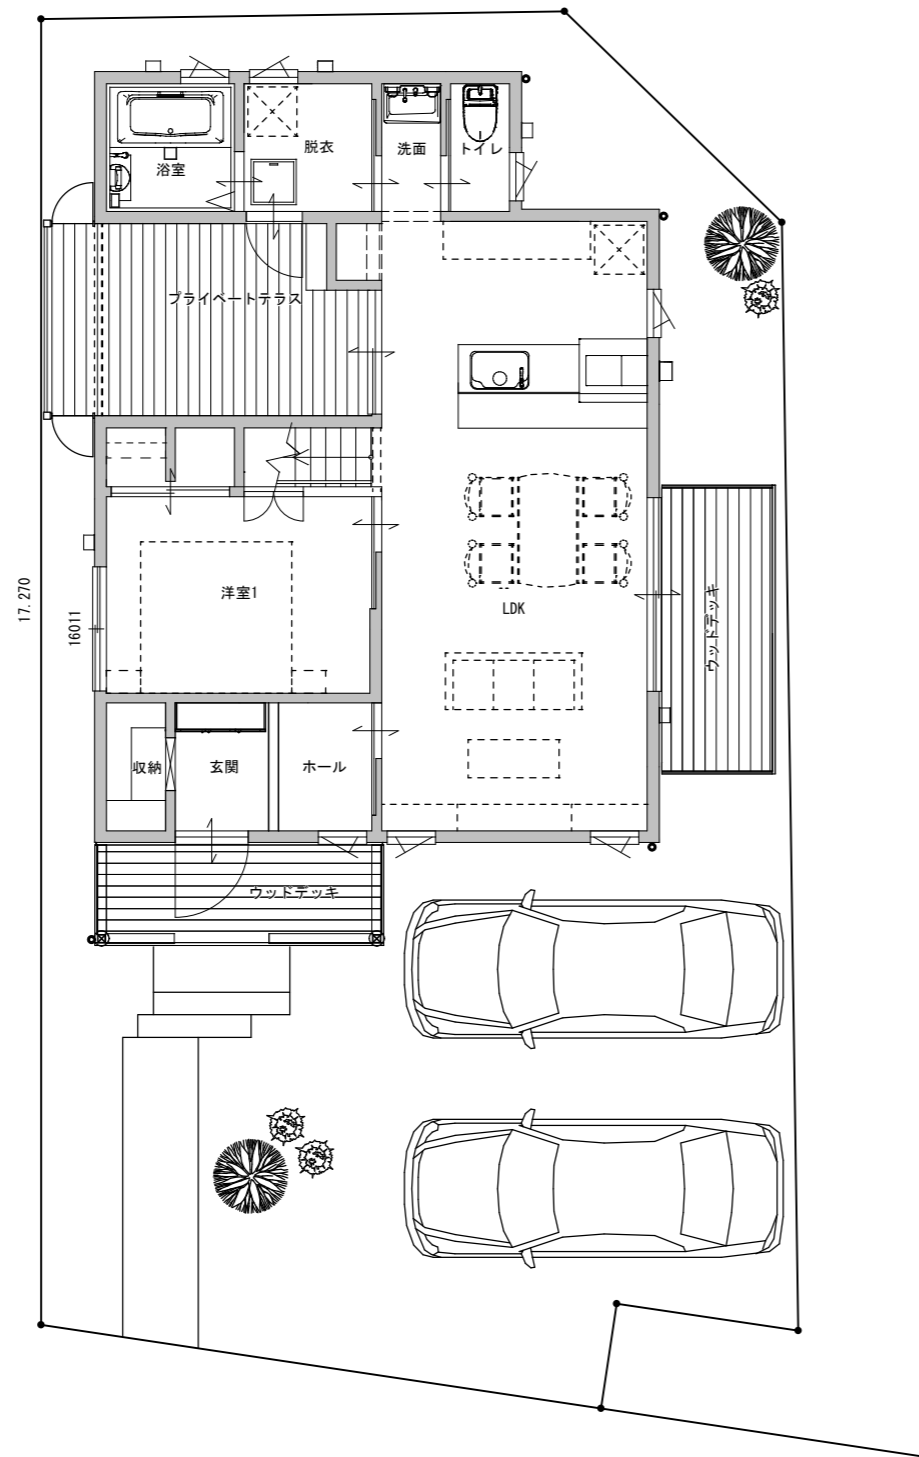 脱衣
洗面
トイレ
浴室
プライベートテラス
洋室1
LDK
ウッドデッキ
17.270
16011
収納
玄関
ホール
ウッドデッキ